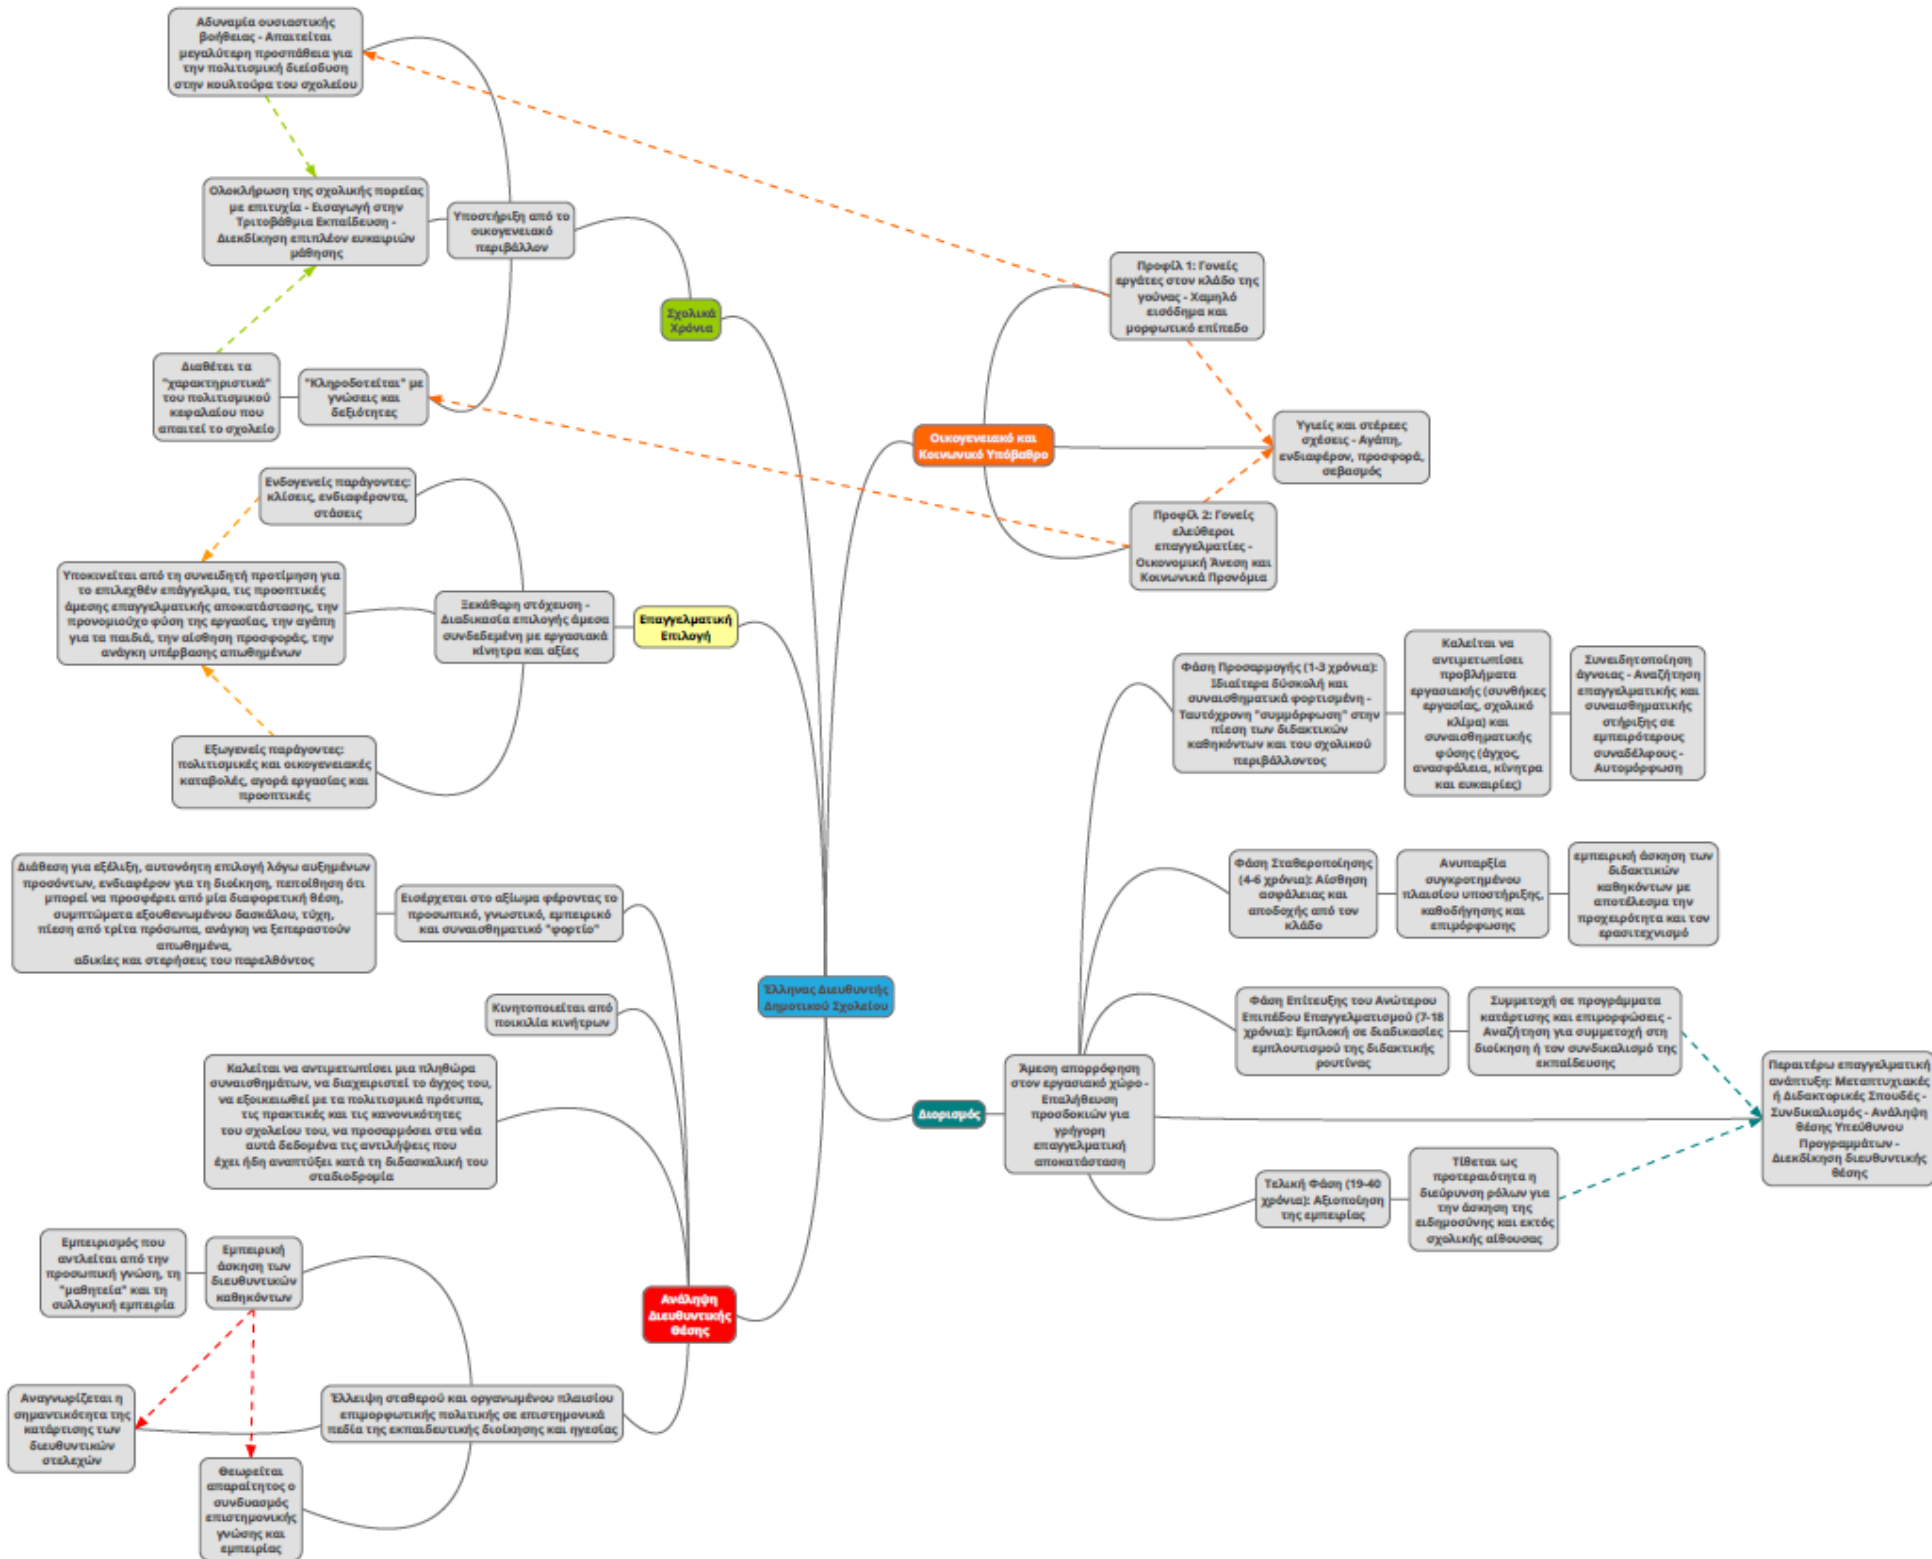 Αδυναμία ουσιαστικής
βοήθειας - Απαιτείται
μεγαλύτερη προσπάθεια για
την πολιτισμική διείσδυση
στην κουλτούρα του σχολείου
Ολοκλήρωση της σχολικής πορείας
με επιτυχία - Εισαγωγή στην
Τριτοβάθμια Εκπαίδευση -
Διεκδίκηση επιπλέον ευκαιριών
μάθησης
Υποστήριξη από το
οικογενειακό
περιβάλλον
Διαθέτει τα
"χαρακτηριστικά"
του πολιτισμικού
κεφαλαίου που
απαιτεί το σχολείο
"Κληροδοτείται" με
γνώσεις και
δεξιότητες
Σχολικά
Χρόνια
Προφίλ 1: Γονείς
εργάτες στον κλάδο της
γούνας - Χαμηλό
εισόδημα και
μορφωτικό επίπεδο
Οικογενειακό και
Κοινωνικό Υπόβαθρο
Υγιείς και στέρεες
σχέσεις - Αγάπη,
ενδιαφέρον, προσφορά,
σεβασμός
Προφίλ 2: Γονείς
ελεύθεροι
επαγγελματίες -
Οικονομική Άνεση και
Κοινωνικά Προνόμια
Ενδογενείς παράγοντες:
κλίσεις, ενδιαφέροντα,
στάσεις
Υποκινείται από τη συνειδητή προτίμηση για
το επιλεχθέν επάγγελμα, τις προοπτικές
άμεσης επαγγελματικής αποκατάστασης, την
προνομιούχο φύση της εργασίας, την αγάπη
για τα παιδιά, την αίσθηση προσφοράς, την
ανάγκη υπέρβασης απωθημένων
Ξεκάθαρη στόχευση -
Διαδικασία επιλογής άμεσα
συνδεδεμένη με εργασιακά
κίνητρα και αξίες
Επαγγελματική
Επιλογή
Εξωγενείς παράγοντες:
πολιτισμικές και οικογενειακές
καταβολές, αγορά εργασίας και
προοπτικές
Φάση Προσαρμογής (1-3 χρόνια):
Ιδιαίτερα δύσκολή και
συναισθηματικά φορτισμένη -
Ταυτόχρονη "συμμόρφωση" στην
πίεση των διδακτικών
καθηκόντων και του σχολικού
περιβάλλοντος
Καλείται να
αντιμετωπίσει
προβλήματα
εργασιακής (συνθήκες
εργασίας, σχολικό
κλίμα) και
συναισθηματικής
φύσης (άγχος,
ανασφάλεια, κίνητρα
και ευκαιρίες)
Συνειδητοποίηση
άγνοιας - Αναζήτηση
επαγγελματικής και
συναισθηματικής
στήριξης σε
εμπειρότερους
συναδέλφους -
Αυτομόρφωση
Διάθεση για εξέλιξη, αυτονόητη επιλογή λόγω αυξημένων
προσόντων, ενδιαφέρον για τη διοίκηση, πεποίθηση ότι
μπορεί να προσφέρει από μία διαφορετική θέση,
συμπτώματα εξουθενωμένου δασκάλου, τύχη,
πίεση από τρίτα πρόσωπα, ανάγκη να ξεπεραστούν
απωθημένα,
αδικίες και στερήσεις του παρελθόντος
Εισέρχεται στο αξίωμα φέροντας το
προσωπικό, γνωστικό, εμπειρικό
και συναισθηματικό "φορτίο"
Φάση Σταθεροποίησης
(4-6 χρόνια): Αίσθηση
ασφάλειας και
αποδοχής από τον
κλάδο
Ανυπαρξία
συγκροτημένου
πλαισίου υποστήριξης,
καθοδήγησης και
επιμόρφωσης
εμπειρική άσκηση των
διδακτικών
καθηκόντων με
αποτέλεσμα την
προχειρότητα και τον
ερασιτεχνισμό
Κινητοποιείται από
ποικιλία κινήτρων
Έλληνας Διευθυντής
Δημοτικού Σχολείου
Φάση Επίτευξης του Ανώτερου
Επιπέδου Επαγγελματισμού (7-18
χρόνια): Εμπλοκή σε διαδικασίες
εμπλουτισμού της διδακτικής
ρουτίνας
Συμμετοχή σε προγράμματα
κατάρτισης και επιμορφώσεις -
Αναζήτηση για συμμετοχή στη
διοίκηση ή τον συνδικαλισμό της
εκπαίδευσης
Καλείται να αντιμετωπίσει μια πληθώρα
συναισθημάτων, να διαχειριστεί το άγχος του,
να εξοικειωθεί με τα πολιτισμικά πρότυπα,
τις πρακτικές και τις κανονικότητες
του σχολείου του, να προσαρμόσει στα νέα
αυτά δεδομένα τις αντιλήψεις που
έχει ήδη αναπτύξει κατά τη διδασκαλική του
σταδιοδρομία
Διορισμός
Άμεση απορρόφηση
στον εργασιακό χώρο -
Επαλήθευση
προσδοκιών για
γρήγορη
επαγγελματική
αποκατάσταση
Περαιτέρω επαγγελματική
ανάπτυξη: Μεταπτυχιακές
ή Διδακτορικές Σπουδές -
Συνδικαλισμός - Ανάληψη
θέσης Υπεύθυνου
Προγραμμάτων -
Διεκδίκηση διευθυντικής
θέσης
Τελική Φάση (19-40
χρόνια): Αξιοποίηση
της εμπειρίας
Τίθεται ως
προτεραιότητα η
διεύρυνση ρόλων για
την άσκηση της
ειδημοσύνης και εκτός
σχολικής αίθουσας
Εμπειρισμός που
αντλείται από την
προσωπική γνώση, τη
"μαθητεία" και τη
συλλογική εμπειρία
Εμπειρική
άσκηση των
διευθυντικών
καθηκόντων
Ανάληψη
Διευθυντικής
Θέσης
Αναγνωρίζεται η
σημαντικότητα της
κατάρτισης των
διευθυντικών
στελεχών
Έλλειψη σταθερού και οργανωμένου πλαισίου
επιμορφωτικής πολιτικής σε επιστημονικά
πεδία της εκπαιδευτικής διοίκησης και ηγεσίας
Θεωρείται
απαραίτητος ο
συνδυασμός
επιστημονικής
γνώσης και
εμπειρίας